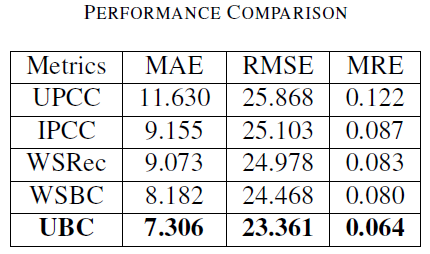 PERFORMANCE COMPARISON
Metrics MAE RMSE MRE
UPCC 11.630 25.868 0.122
IPCC 9.155 25.103 0.087
WSRec 9.073 24.978 0.083
WSBC 8.182 24.468 0.080
UBC 7.306 23.361 0.064